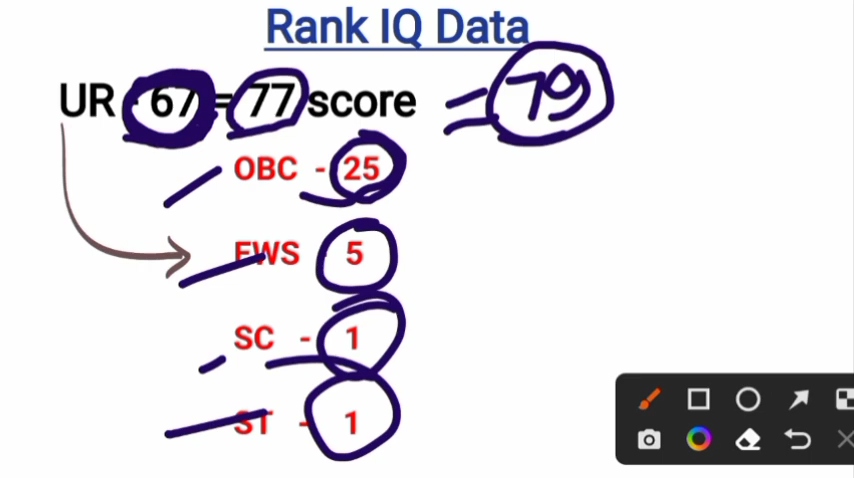 Rank IQ Data
UR - 67 = 77 score = 79
OBC - 25
EWS 5
SC - 1
ST - 1